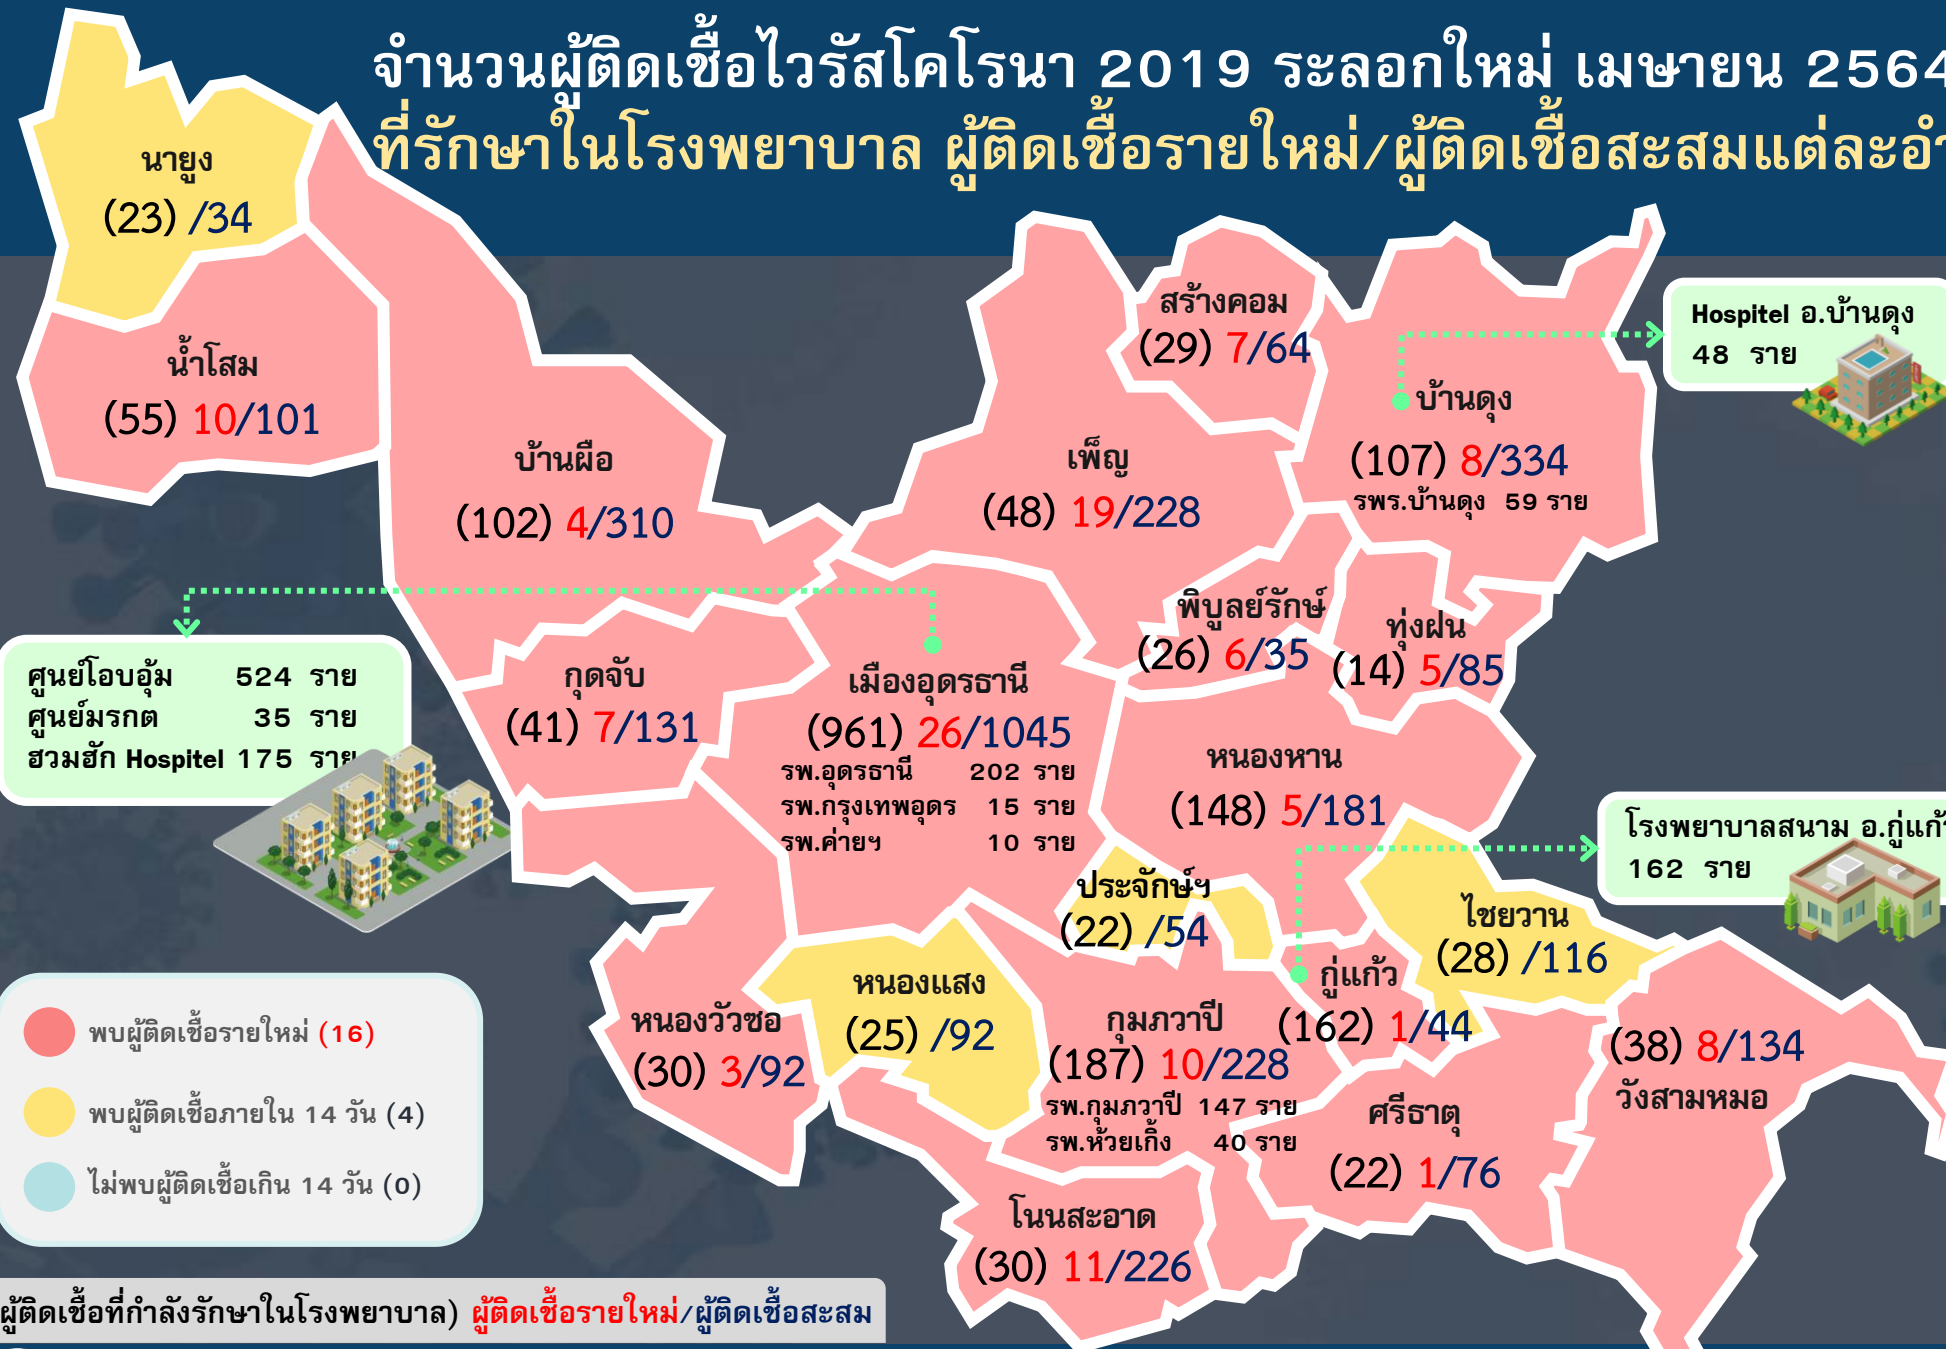 จำนวนผู้ติดเชื้อไวรัสโคโรนา 2019 ระลอกใหม่ เมษายน 2564
ที่รักษาในโรงพยาบาล ผู้ติดเชื้อรายใหม่/ผู้ติดเชื้อสะสมแต่ละอำ
นายูง
(23) /34
น้ำโสม
(55) 10/101
บ้านผือ
(102) 4/310
เพ็ญ
(48) 19/228
สร้างคอม
(29) 7/64
บ้านดุง
(107) 8/334
รพร.บ้านดุง 59 ราย
Hospitel อ.บ้านดุง
48 ราย
พิบูลย์รักษ์
(26) 6/35
ทุ่งฝน
(14) 5/85
กุดจับ
(41) 7/131
เมืองอุดรธานี
(961) 26/1045
รพ.อุดรธานี 202 ราย
รพ.กรุงเทพอุดร 15 ราย
รพ.ค่ายฯ 10 ราย
ศูนย์โอบอุ้ม 524 ราย
ศูนย์มรกต 35 ราย
ฮวมฮัก Hospitel 175 ราย
หนองหาน
(148) 5/181
โรงพยาบาลสนาม อ.กู่แก้ว
162 ราย
ประจักษ์ฯ
(22) /54
ไชยวาน
(28) /116
กู่แก้ว
(162) 1/44
หนองวัวซอ
(30) 3/92
หนองแสง
(25) /92
กุมภวาปี
(187) 10/228
รพ.กุมภวาปี 147 ราย
รพ.ห้วยเกิ้ง 40 ราย
(38) 8/134
วังสามหมอ
ศรีธาตุ
(22) 1/76
โนนสะอาด
(30) 11/226
พบผู้ติดเชื้อรายใหม่ (16)
พบผู้ติดเชื้อภายใน 14 วัน (4)
ไม่พบผู้ติดเชื้อเกิน 14 วัน (0)
ผู้ติดเชื้อที่กำลังรักษาในโรงพยาบาล) ผู้ติดเชื้อรายใหม่/ผู้ติดเชื้อสะสม